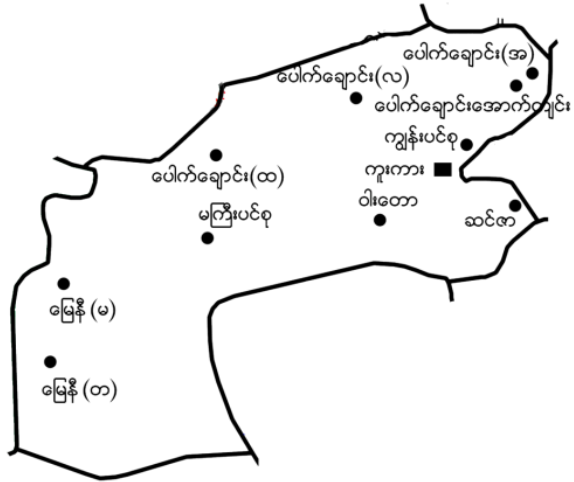 ပေါက်ချောင်း(အ)
ပေါက်ချောင်း(လ)
ပေါက်ချောင်းအောက်တျင်း
ကျွန်းပင်စု
ကူးကား
ပေါက်ချောင်း(ထ)
ဝါးတော
မကြီးပင်စု
ဆင်ဇာ
မြေနီ(မ)
မြေနီ(တ)